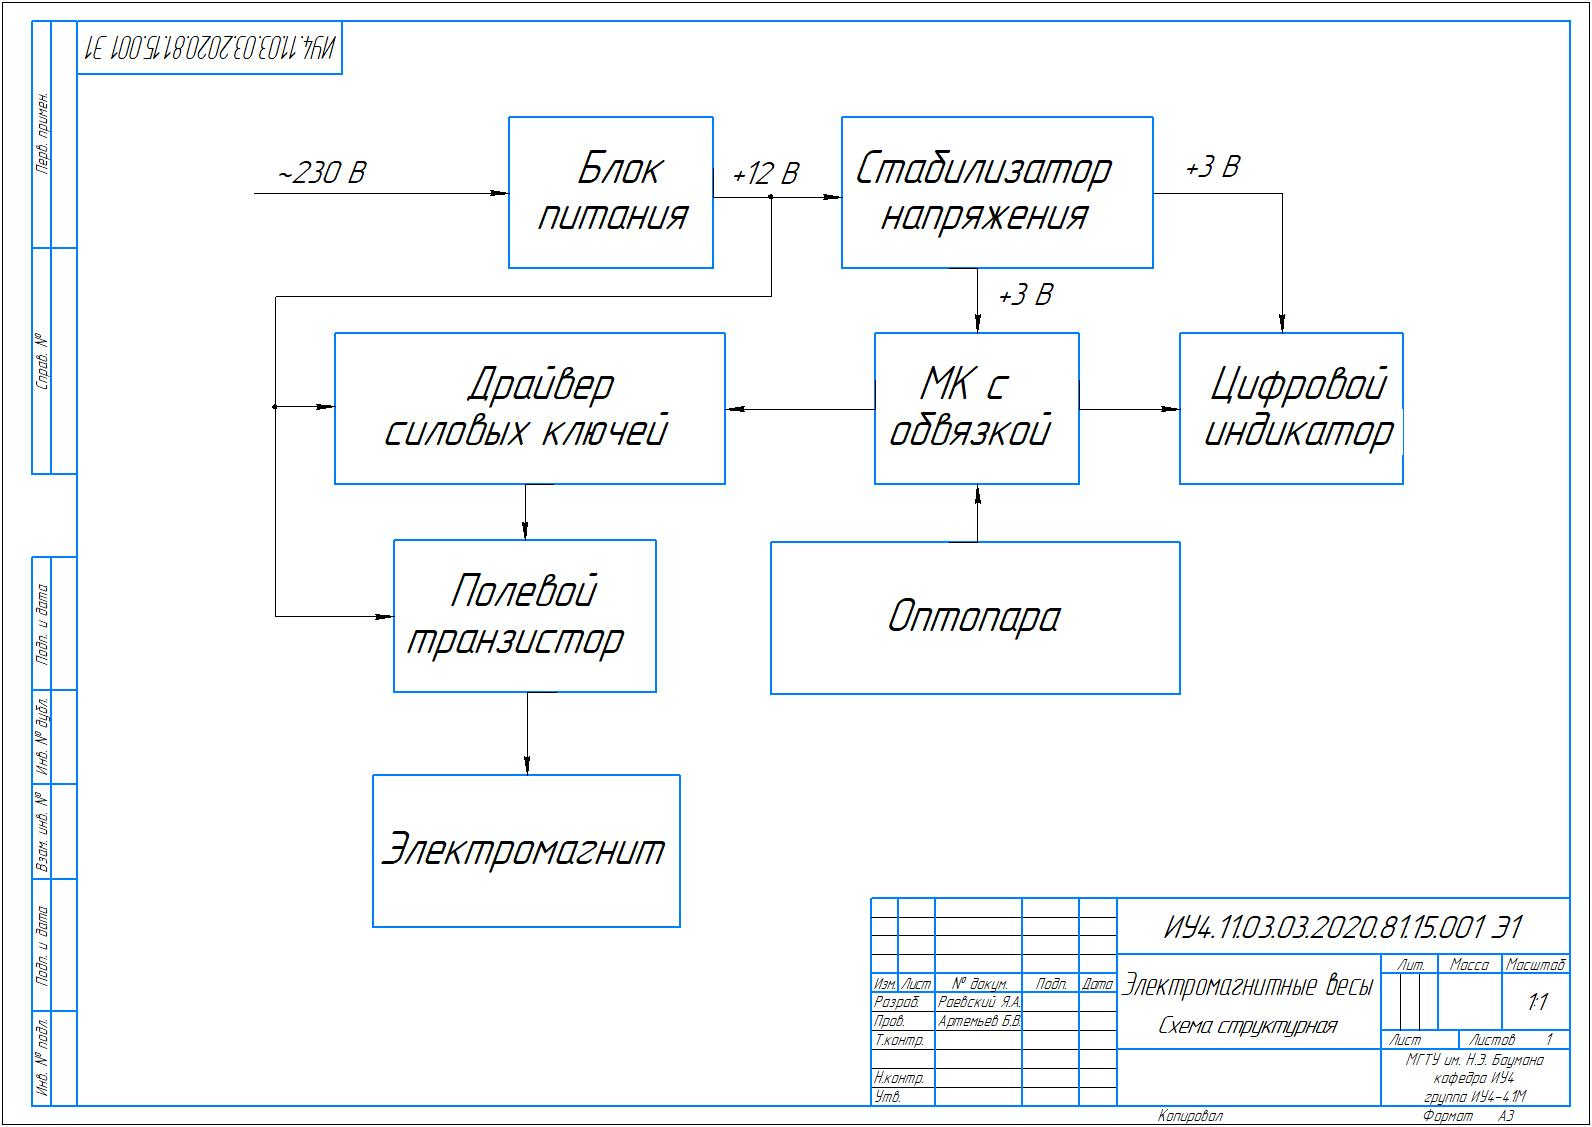 ИУ4.11.03.03.2020.81.15.001 Э1
Перв. примен.
Справ. №
Подп. и дата
Инв. № дубл.
Взам. инв. №
Подп. и дата
Инв. № подл.
~230 В
Блок
питания
+12 В
Стабилизатор
напряжения
+3 В
+3 В
Драйвер
силовых ключей
МК с
обвязкой
Цифровой
индикатор
Полевой
транзистор
Оптопара
Электромагнит
ИУ4.11.03.03.2020.81.15.001 Э1
Изм. Лист № докум. Подп. Дата
Разраб. Раевский Я.А.
Пров. Артемьев Б.В.
Т.контр.
Н.контр.
Утв.
Электромагнитные весы
Схема структурная
Лит. Масса Масштаб
1:1
Лист Листов 1
МГТУ им. Н.Э. Баумана
кафедра ИУ4
группа ИУ4-41М
Копировал Формат А3